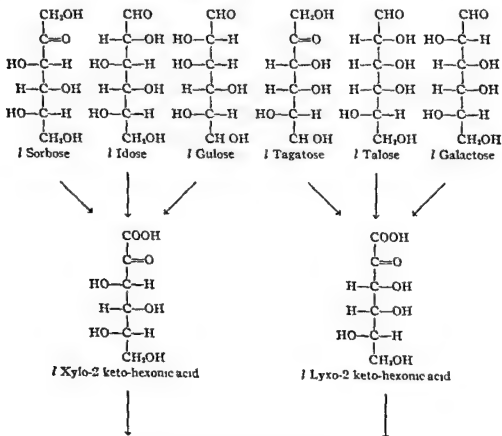 CH₂OH CHO CHO CH₂OH CHO CHO
C=O H—C—OH HO—C—H C=O H—C—OH HO—C—H
HO—C—H HO—C—H HO—C—H H—C—OH H—C—OH H—C—OH
H—C—OH H—C—OH H—C—OH H—C—OH H—C—OH H—C—OH
HO—C—H HO—C—H HO—C—H HO—C—H HO—C—H HO—C—H
CH₂OH CH₂OH CH OH CH OH CH₂OH CH₂OH
l Sorbose l Idose l Gulose l Tagatose l Talose l Galactose
COOH COOH
C=O C=O
HO—C—H H—C—OH
H—C—OH H—C—OH
HO—C—H HO—C—H
CH₂OH CH₂OH
l Xylo-2 keto-hexonic acid l Lyxo-2 keto-hexonic acid